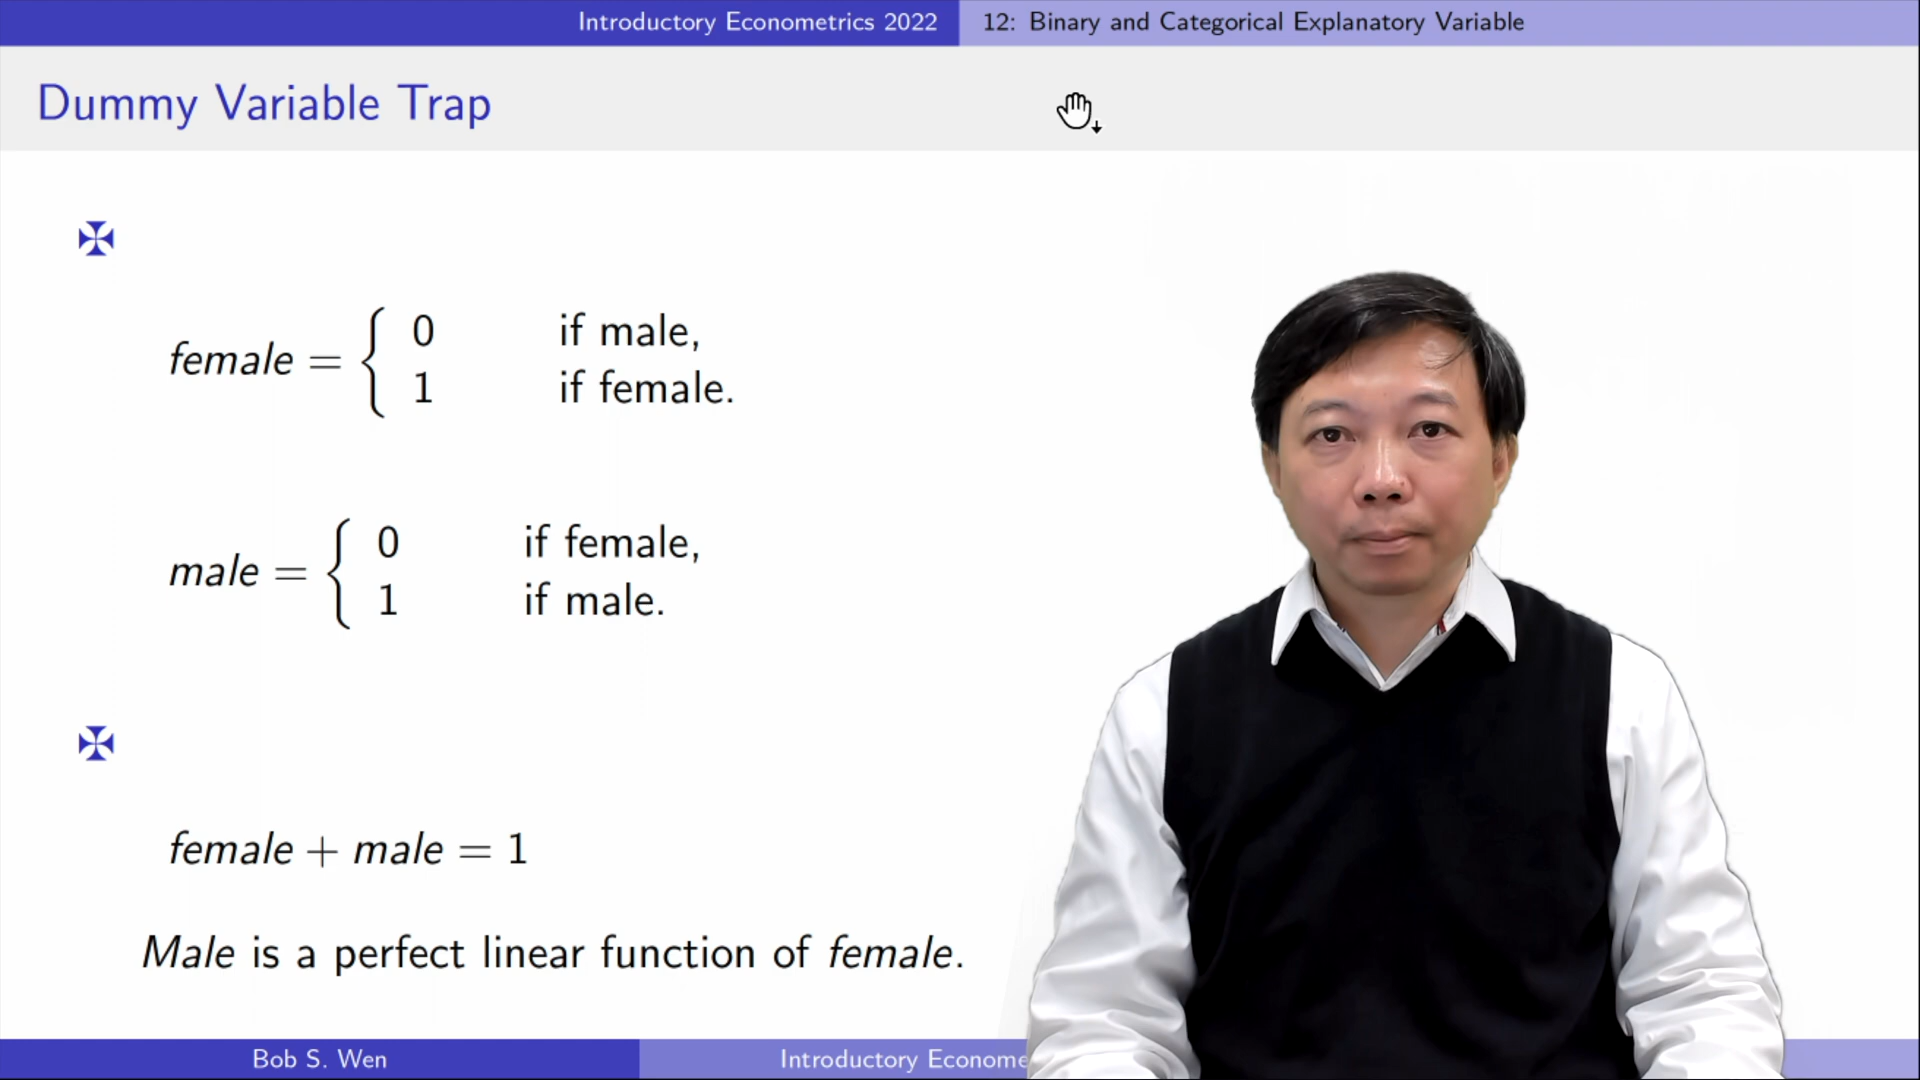 Introductory Econometrics 2022 12: Binary and Categorical Explanatory Variable
Dummy Variable Trap
female = { 0 if male,
1 if female.
male = { 0 if female,
1 if male.
female + male = 1
Male is a perfect linear function of female.
Bob S. Wen Introductory Econome